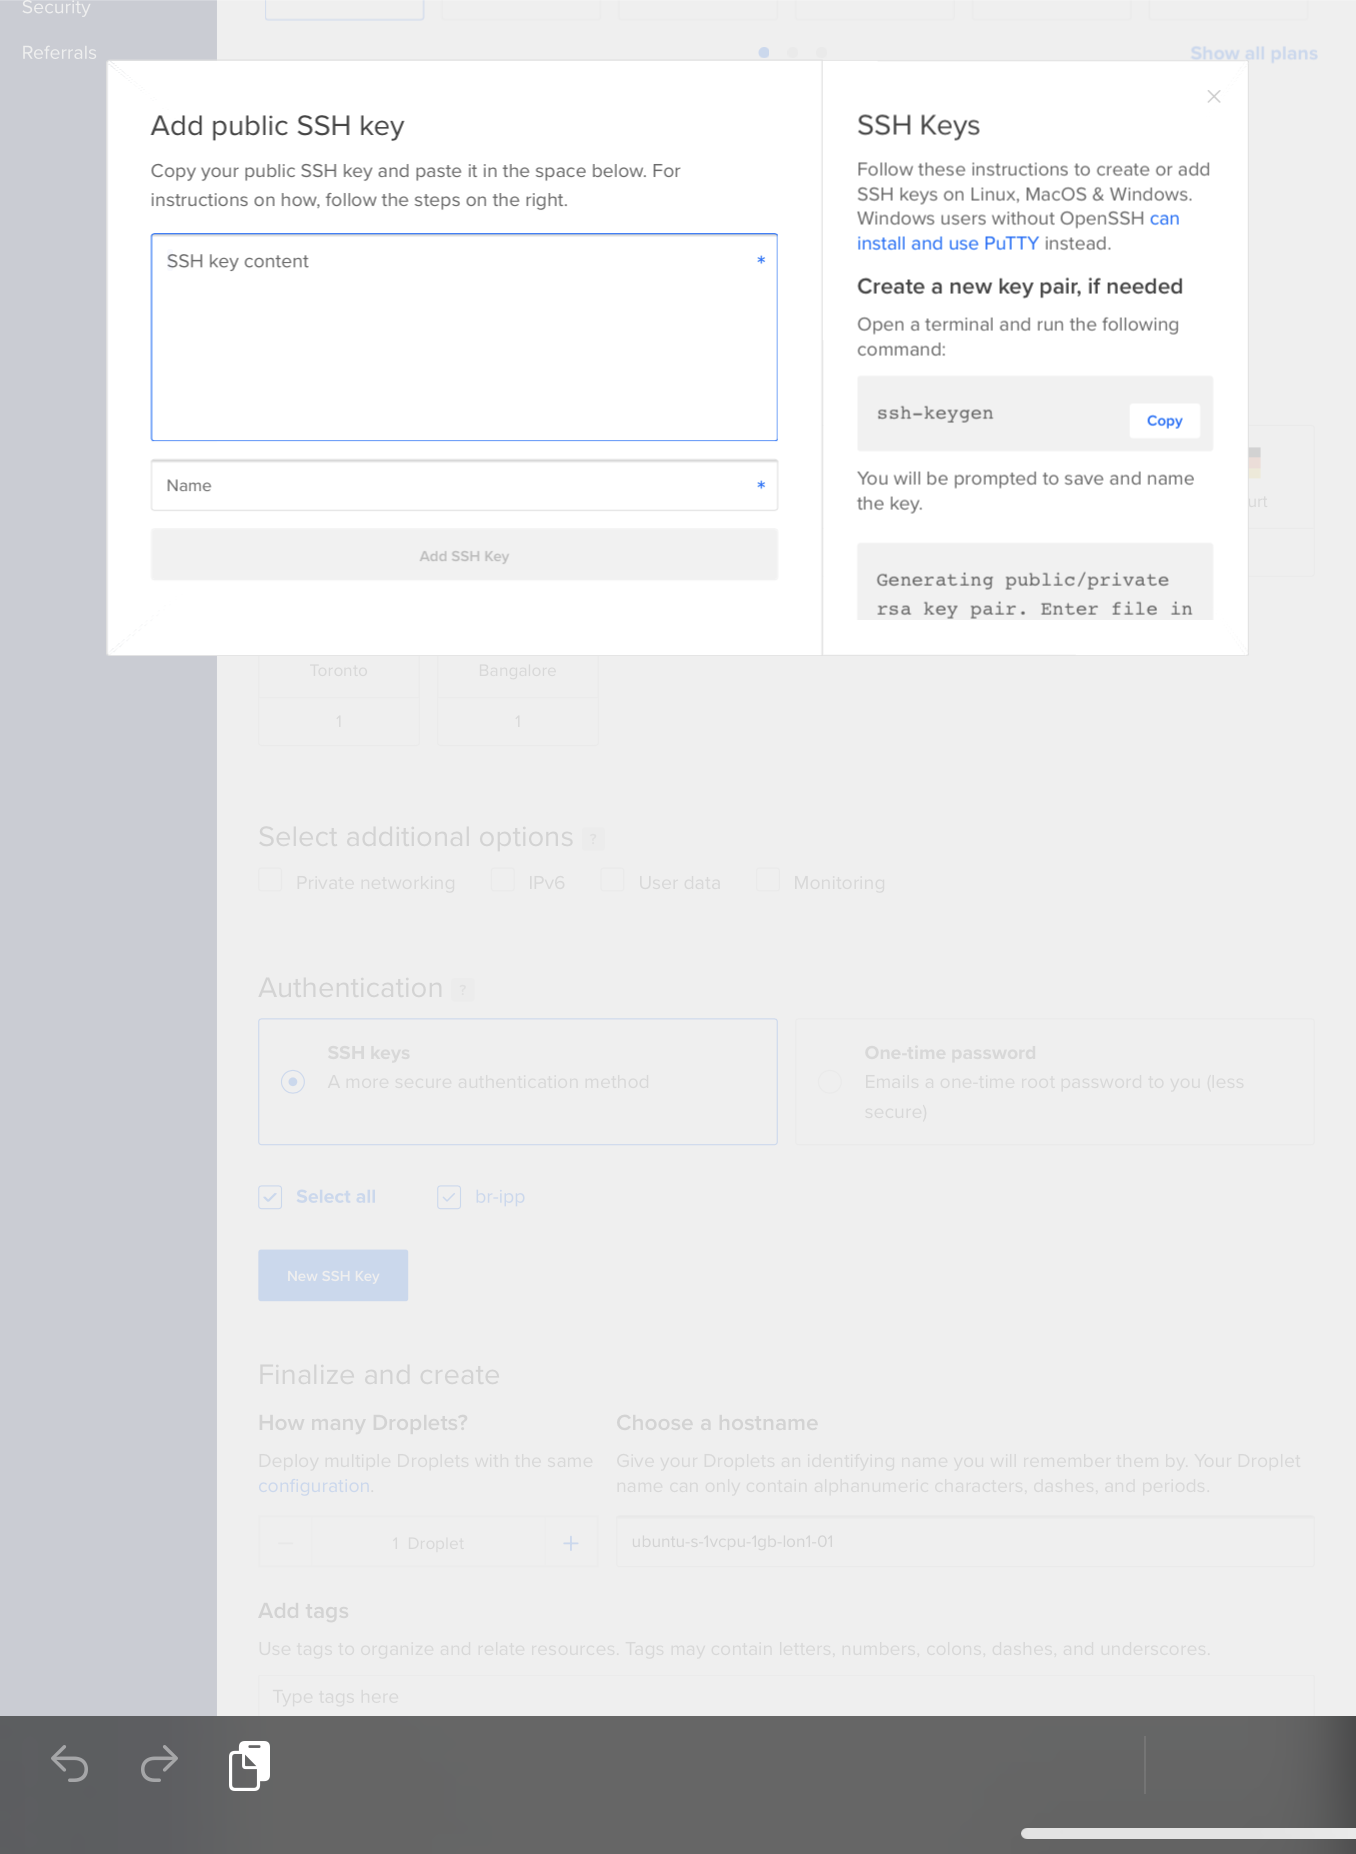 Security
Referrals
Show all plans
Add public SSH key
Copy your public SSH key and paste it in the space below. For
instructions on how, follow the steps on the right.
SSH key content *
Name *
Add SSH Key
SSH Keys
Follow these instructions to create or add
SSH keys on Linux, MacOS & Windows.
Windows users without OpenSSH can
install and use PuTTY instead.
Create a new key pair, if needed
Open a terminal and run the following
command:
ssh-keygen
Copy
You will be prompted to save and name
the key.
Generating public/private
rsa key pair. Enter file in
urt
Toronto
1
Bangalore
1
Select additional options ?
Private networking
IPv6
User data
Monitoring
Authentication ?
SSH keys
A more secure authentication method
One-time password
Emails a one-time root password to you (less
secure)
Select all
br-ipp
New SSH Key
Finalize and create
How many Droplets?
Deploy multiple Droplets with the same
configuration.
1 Droplet
Choose a hostname
Give your Droplets an identifying name you will remember them by. Your Droplet
name can only contain alphanumeric characters, dashes, and periods.
ubuntu-s-1vcpu-1gb-lon1-01
Add tags
Use tags to organize and relate resources. Tags may contain letters, numbers, colons, dashes, and underscores.
Type tags here